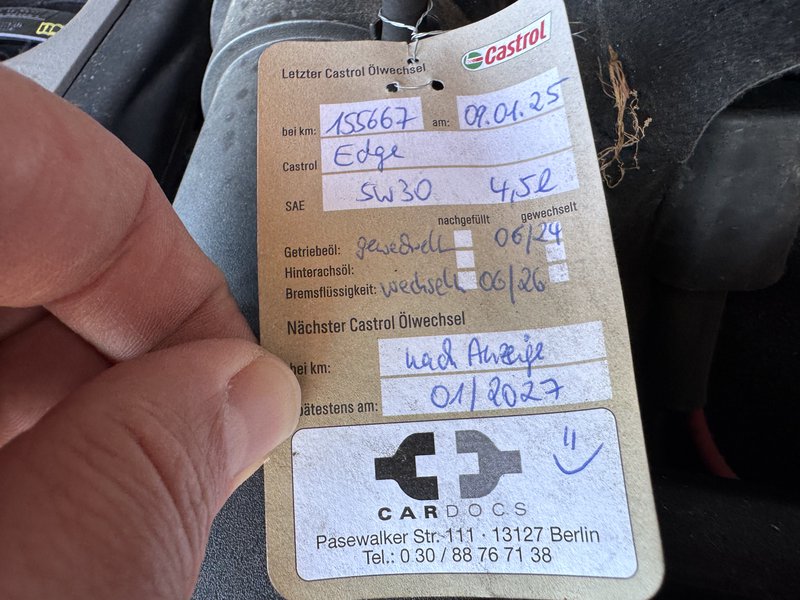 Castrol
Letzter Castrol Ölwechsel
bei km: 155667 am: 09.01.25
Castrol Edge
SAE 5W30 4,5l
nachgefüllt gewechselt
Getriebeöl: gewechselt 06/24
Hinterachsöl:
Bremsflüssigkeit: wechseln 06/26
Nächster Castrol Ölwechsel
bei km: nach Anzeige
spätestens am: 01/2027
CARDOCS
Pasewalker Str. 111 · 13127 Berlin
Tel.: 0 30 / 88 76 71 38